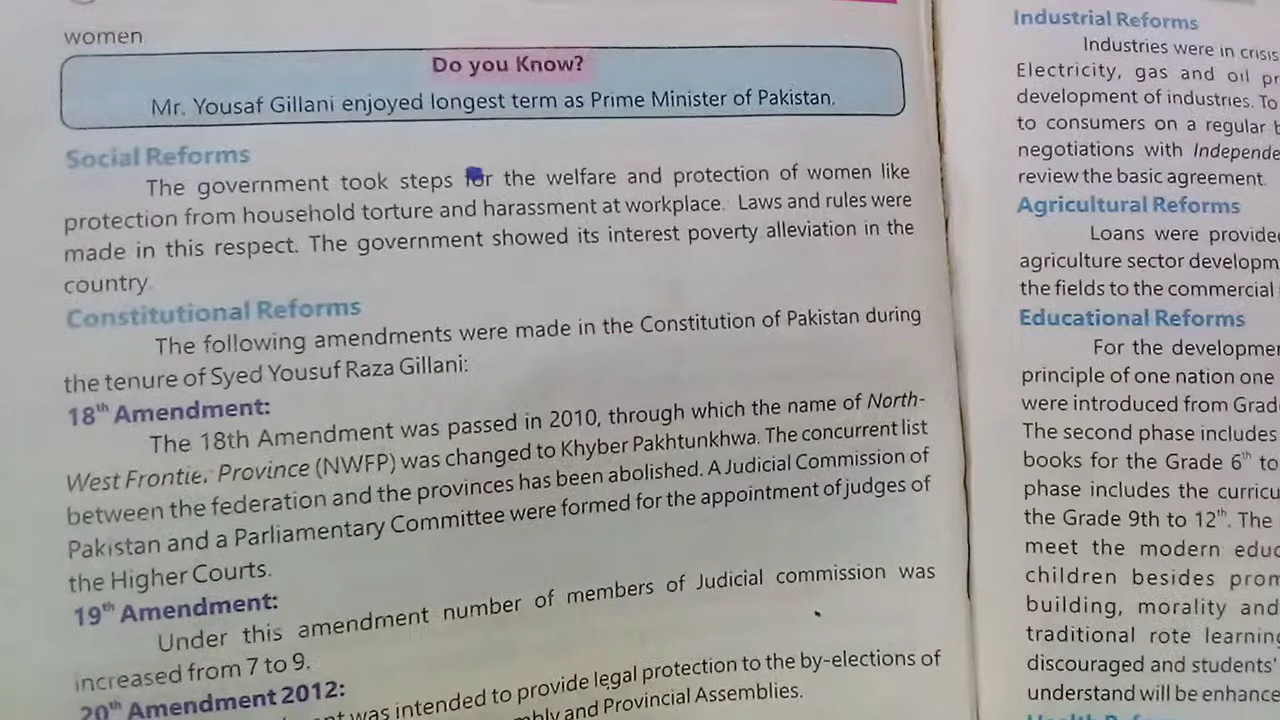 women
Do you Know?
Mr. Yousaf Gillani enjoyed longest term as Prime Minister of Pakistan.
Social Reforms
The government took steps for the welfare and protection of women like
protection from household torture and harassment at workplace. Laws and rules were
made in this respect. The government showed its interest poverty alleviation in the
country.
Constitutional Reforms
The following amendments were made in the Constitution of Pakistan during
the tenure of Syed Yousuf Raza Gillani:
18th Amendment:
The 18th Amendment was passed in 2010, through which the name of North-
West Frontier Province (NWFP) was changed to Khyber Pakhtunkhwa. The concurrent list
between the federation and the provinces has been abolished. A Judicial Commission of
Pakistan and a Parliamentary Committee were formed for the appointment of judges of
the Higher Courts.
19th Amendment:
Under this amendment number of members of Judicial commission was
increased from 7 to 9.
20th Amendment 2012:
was intended to provide legal protection to the by-elections of
and Provincial Assemblies.
Industrial Reforms
Industries were in crisis
Electricity, gas and oil
development of industries. To
to consumers on a regular
negotiations with
review the basic agreement.
Agricultural Reforms
Loans were provided
agriculture sector
the fields to the commercial
Educational Reforms
For the
principle of one nation one
were introduced from
The second phase includes
books for the Grade 6th to
phase includes the
the Grade 9th to 12th. The
meet the modern
children besides
building, morality and
traditional rote learning
discouraged and students'
understand will be
Health